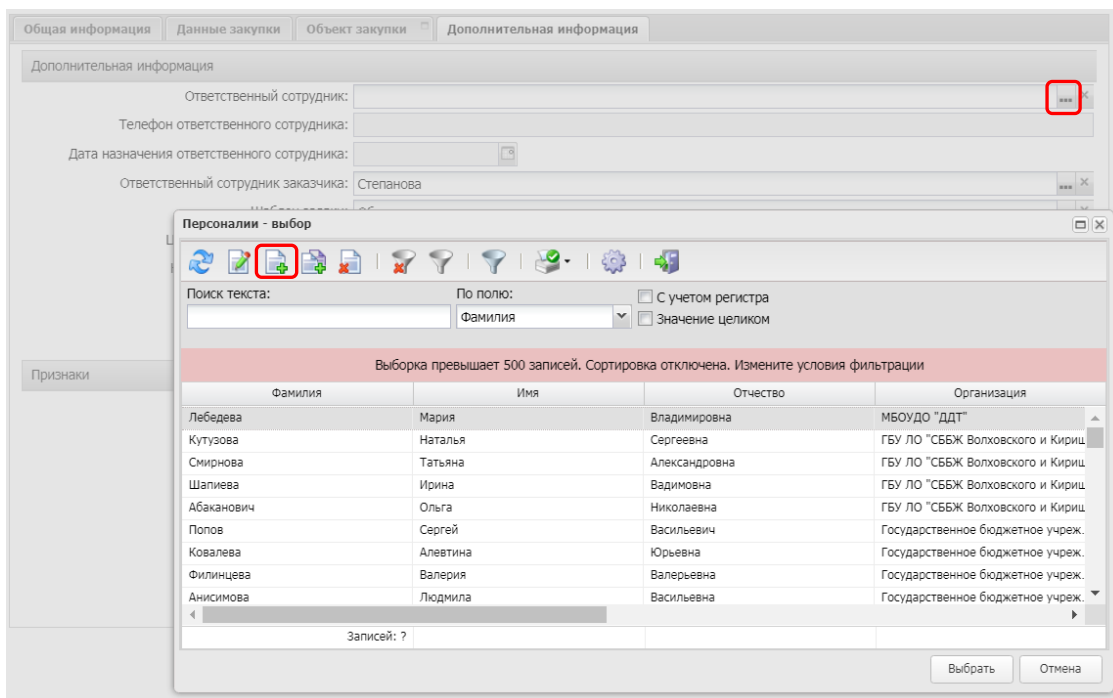 Общая информация Данные закупки Объект закупки Дополнительная информация
Дополнительная информация
Ответственный сотрудник:
Телефон ответственного сотрудника:
Дата назначения ответственного сотрудника:
Ответственный сотрудник заказчика: Степанова
Персоналии - выбор
Поиск текста: По полю: С учетом регистра
Фамилия Значение целиком
Выборка превышает 500 записей. Сортировка отключена. Измените условия фильтрации
Признаки
Фамилия Имя Отчество Организация
Лебедева Мария Владимировна МБОУДО "ДДТ"
Кутузова Наталья Сергеевна ГБУ ЛО "СББЖ Волховского и Кириш
Смирнова Татьяна Александровна ГБУ ЛО "СББЖ Волховского и Кириш
Шапиева Ирина Вадимовна ГБУ ЛО "СББЖ Волховского и Кириш
Абаканович Ольга Николаевна ГБУ ЛО "СББЖ Волховского и Кириш
Попов Сергей Васильевич Государственное бюджетное учреж.
Ковалева Алевтина Юрьевна Государственное бюджетное учреж.
Филинцева Валерия Валерьевна Государственное бюджетное учреж.
Анисимова Людмила Васильевна Государственное бюджетное учреж.
Записей: ?
Выбрать Отмена